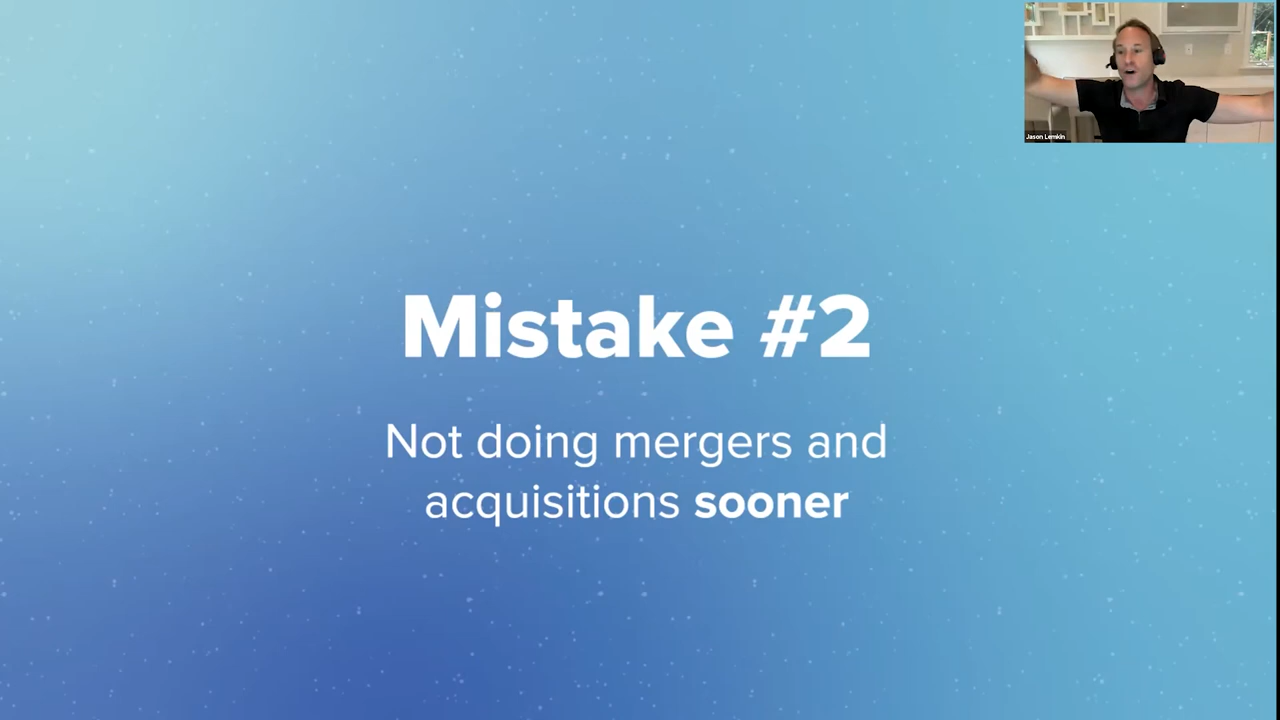 Jason Lemkin
Mistake #2
Not doing mergers and
acquisitions sooner